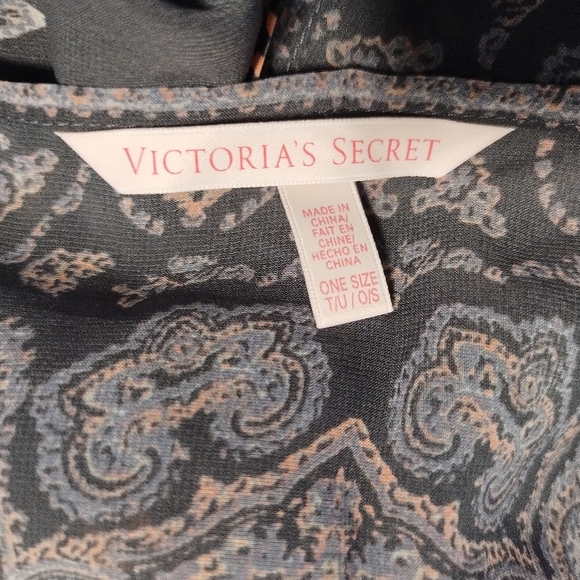 VICTORIA'S SECRET
MADE IN
CHINA/
FAIT EN
CHINE/
HECHO EN
CHINA
ONE SIZE
T/U / O/S